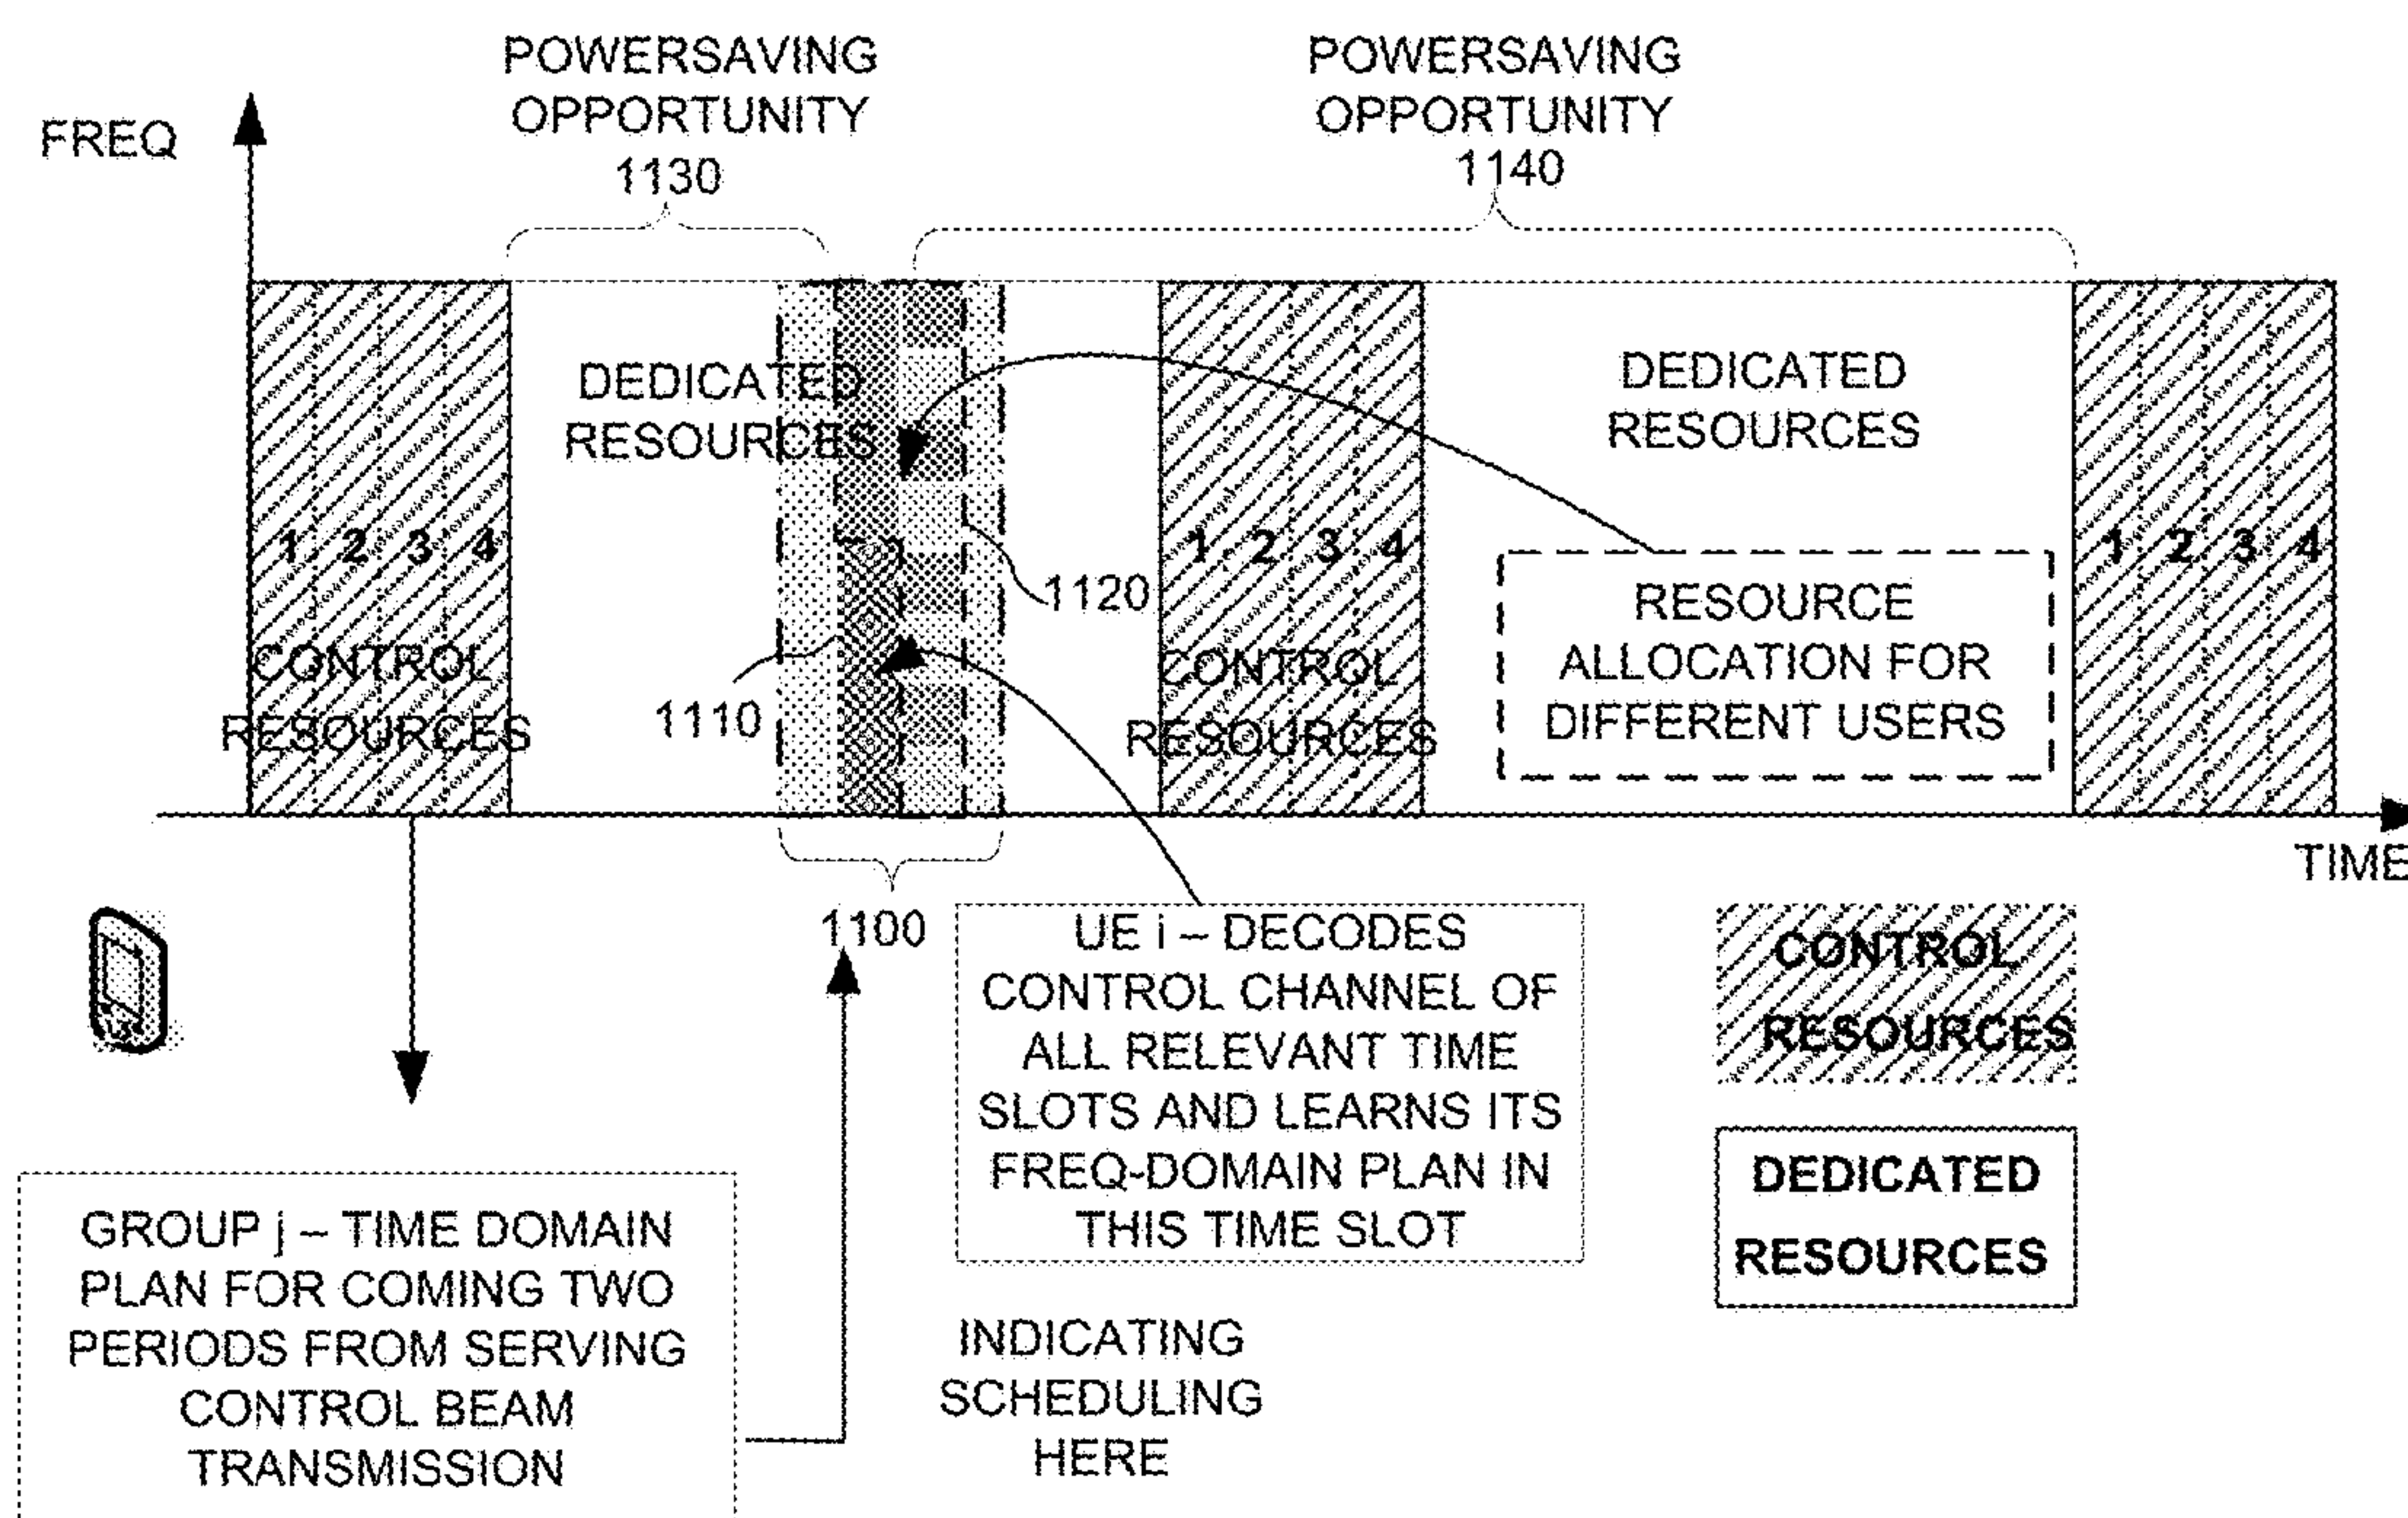 POWERSAVING
OPPORTUNITY
1130
POWERSAVING
OPPORTUNITY
1140
FREQ
DEDICATED
RESOURCES
DEDICATED
RESOURCES
1 2 3 4
1 2 3 4
1 2 3 4
CONTROL
RESOURCES
1110
1120
CONTROL
RESOURCES
RESOURCE
ALLOCATION FOR
DIFFERENT USERS
TIME
1100
UE i – DECODES
CONTROL CHANNEL OF
ALL RELEVANT TIME
SLOTS AND LEARNS ITS
FREQ-DOMAIN PLAN IN
THIS TIME SLOT
CONTROL
RESOURCES
DEDICATED
RESOURCES
GROUP j – TIME DOMAIN
PLAN FOR COMING TWO
PERIODS FROM SERVING
CONTROL BEAM
TRANSMISSION
INDICATING
SCHEDULING
HERE